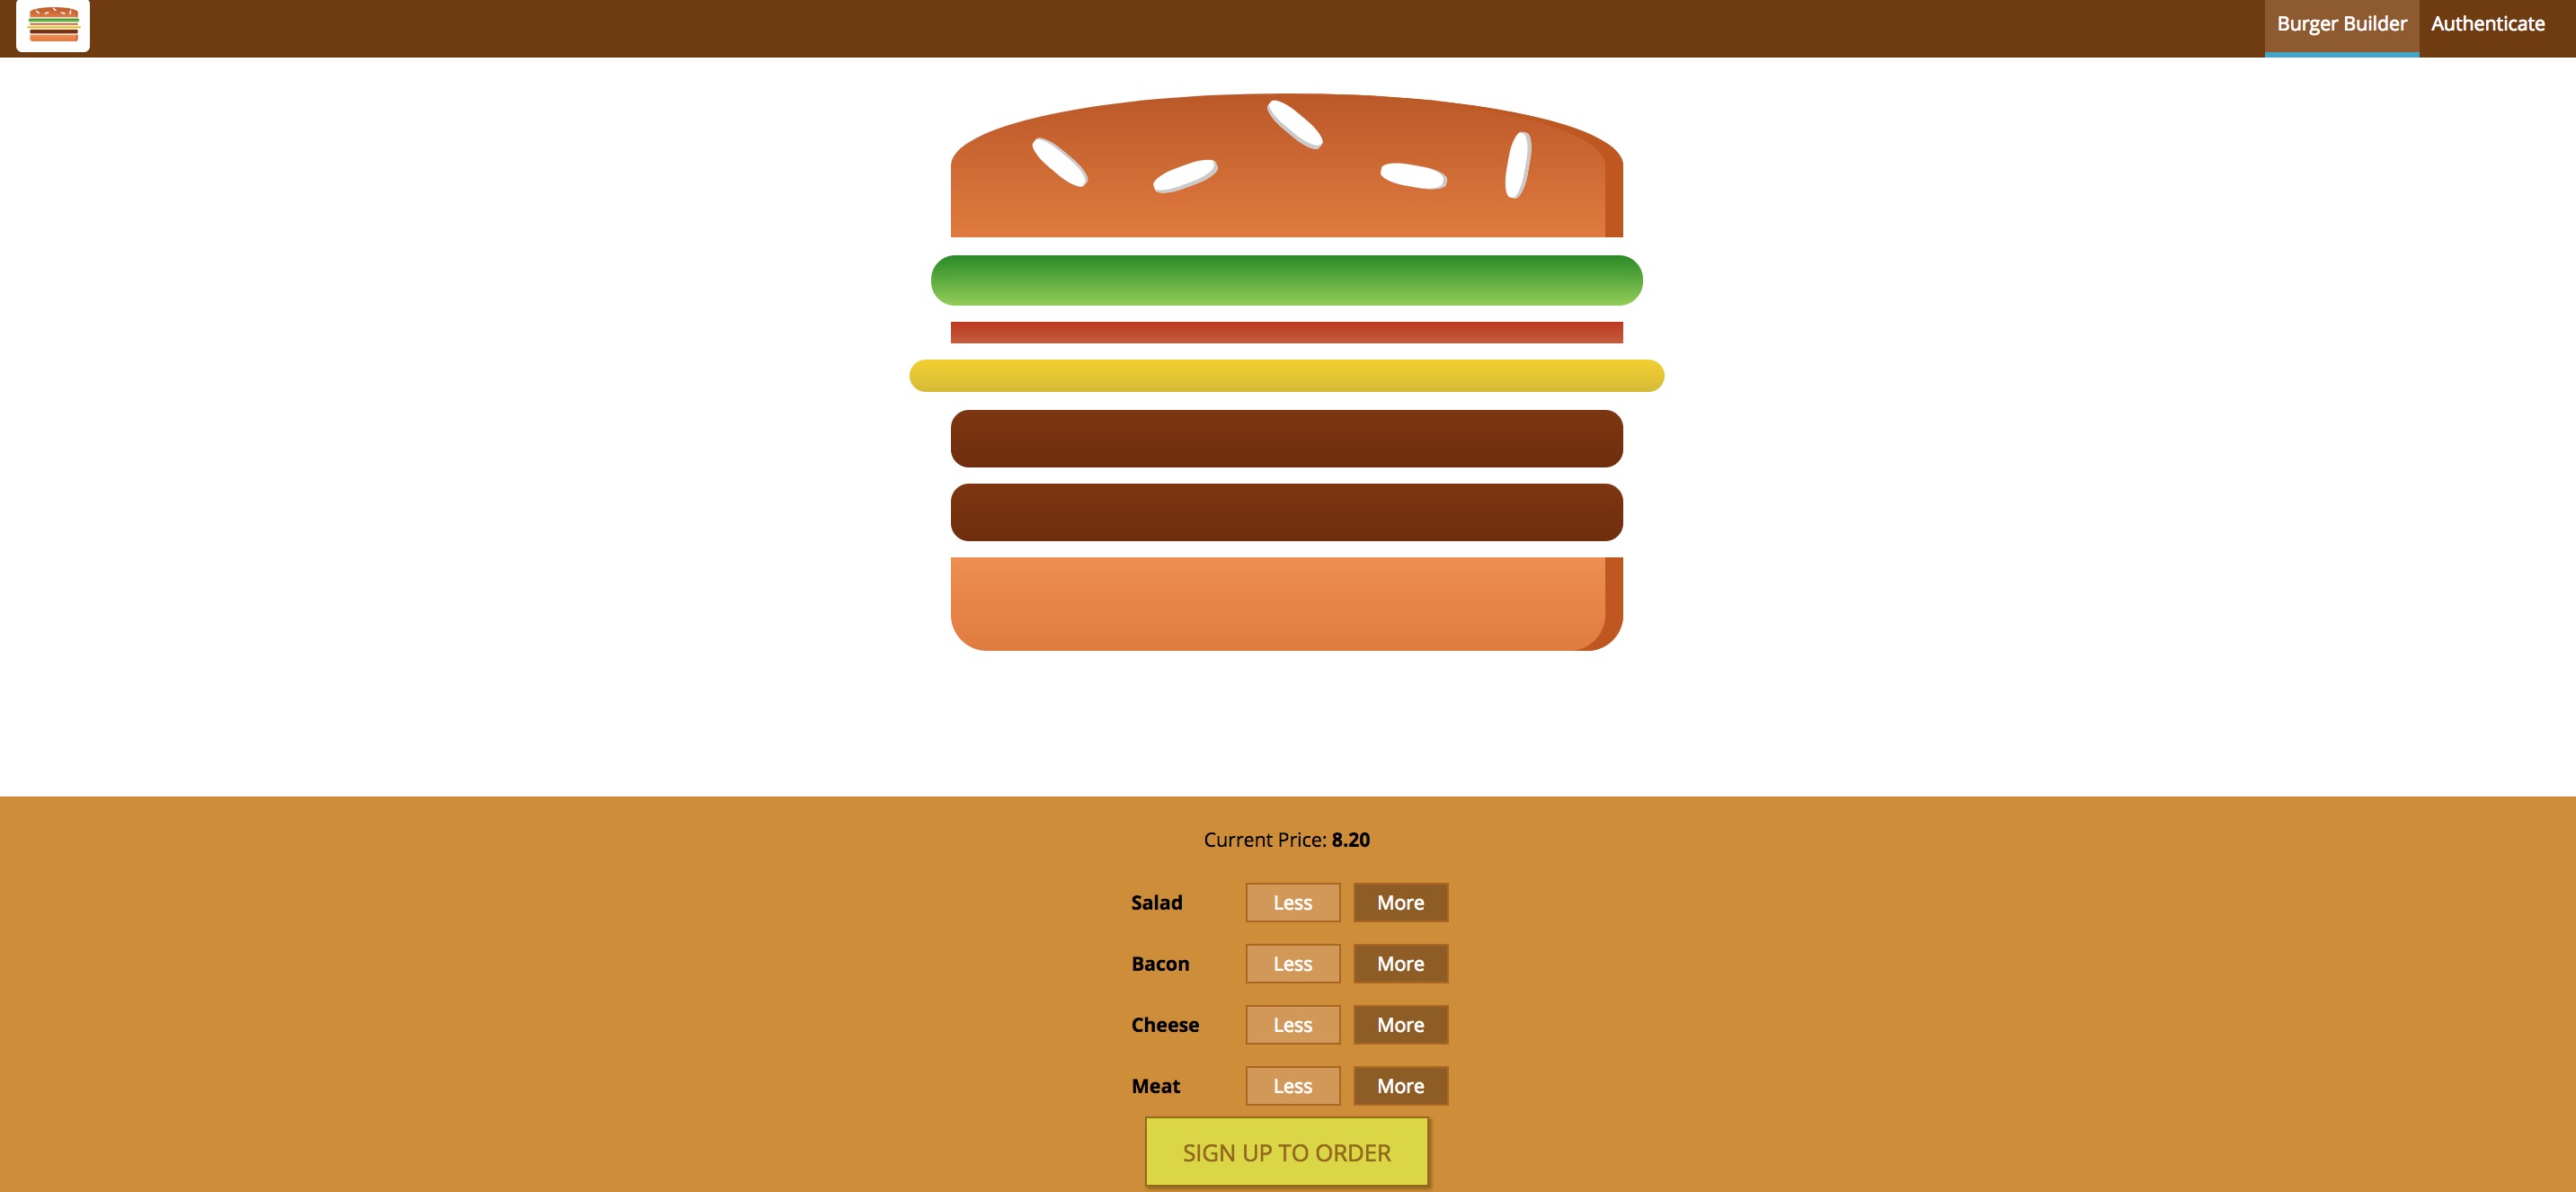 Burger Builder Authenticate
Current Price: 8.20
Salad Less More
Bacon Less More
Cheese Less More
Meat Less More
SIGN UP TO ORDER